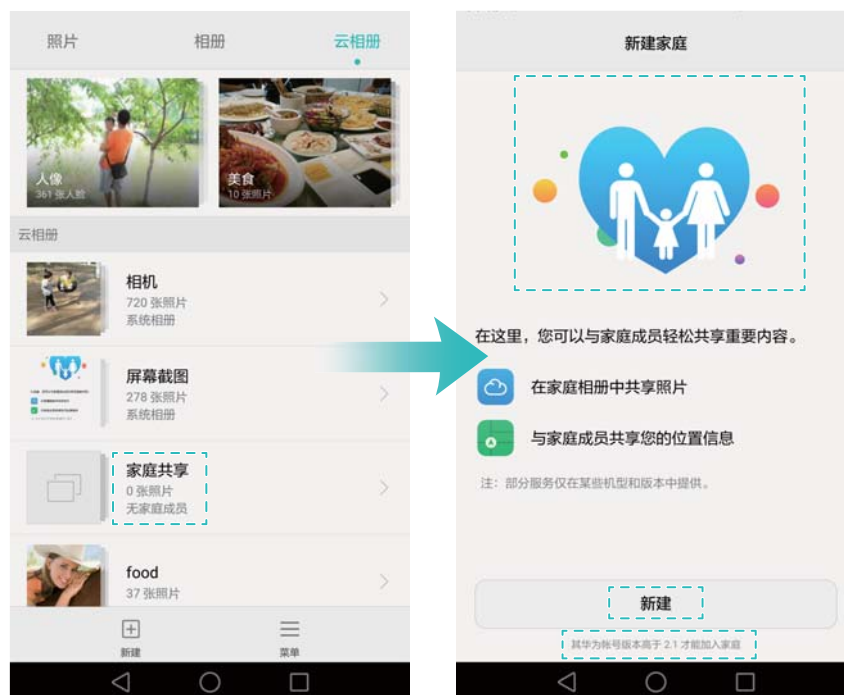 照片
相册
云相册
人像
361 张人脸
美食
10 张照片
云相册
相机
720 张照片
系统相册
屏幕截图
278 张照片
系统相册
家庭共享
0 张照片
无家庭成员
food
37 张照片
新建
菜单
新建家庭
在这里，您可以与家庭成员轻松共享重要内容。
在家庭相册中共享照片
与家庭成员共享您的位置信息
注：部分服务仅在某些机型和版本中提供。
新建
其华为帐号版本高于 2.1 才能加入家庭